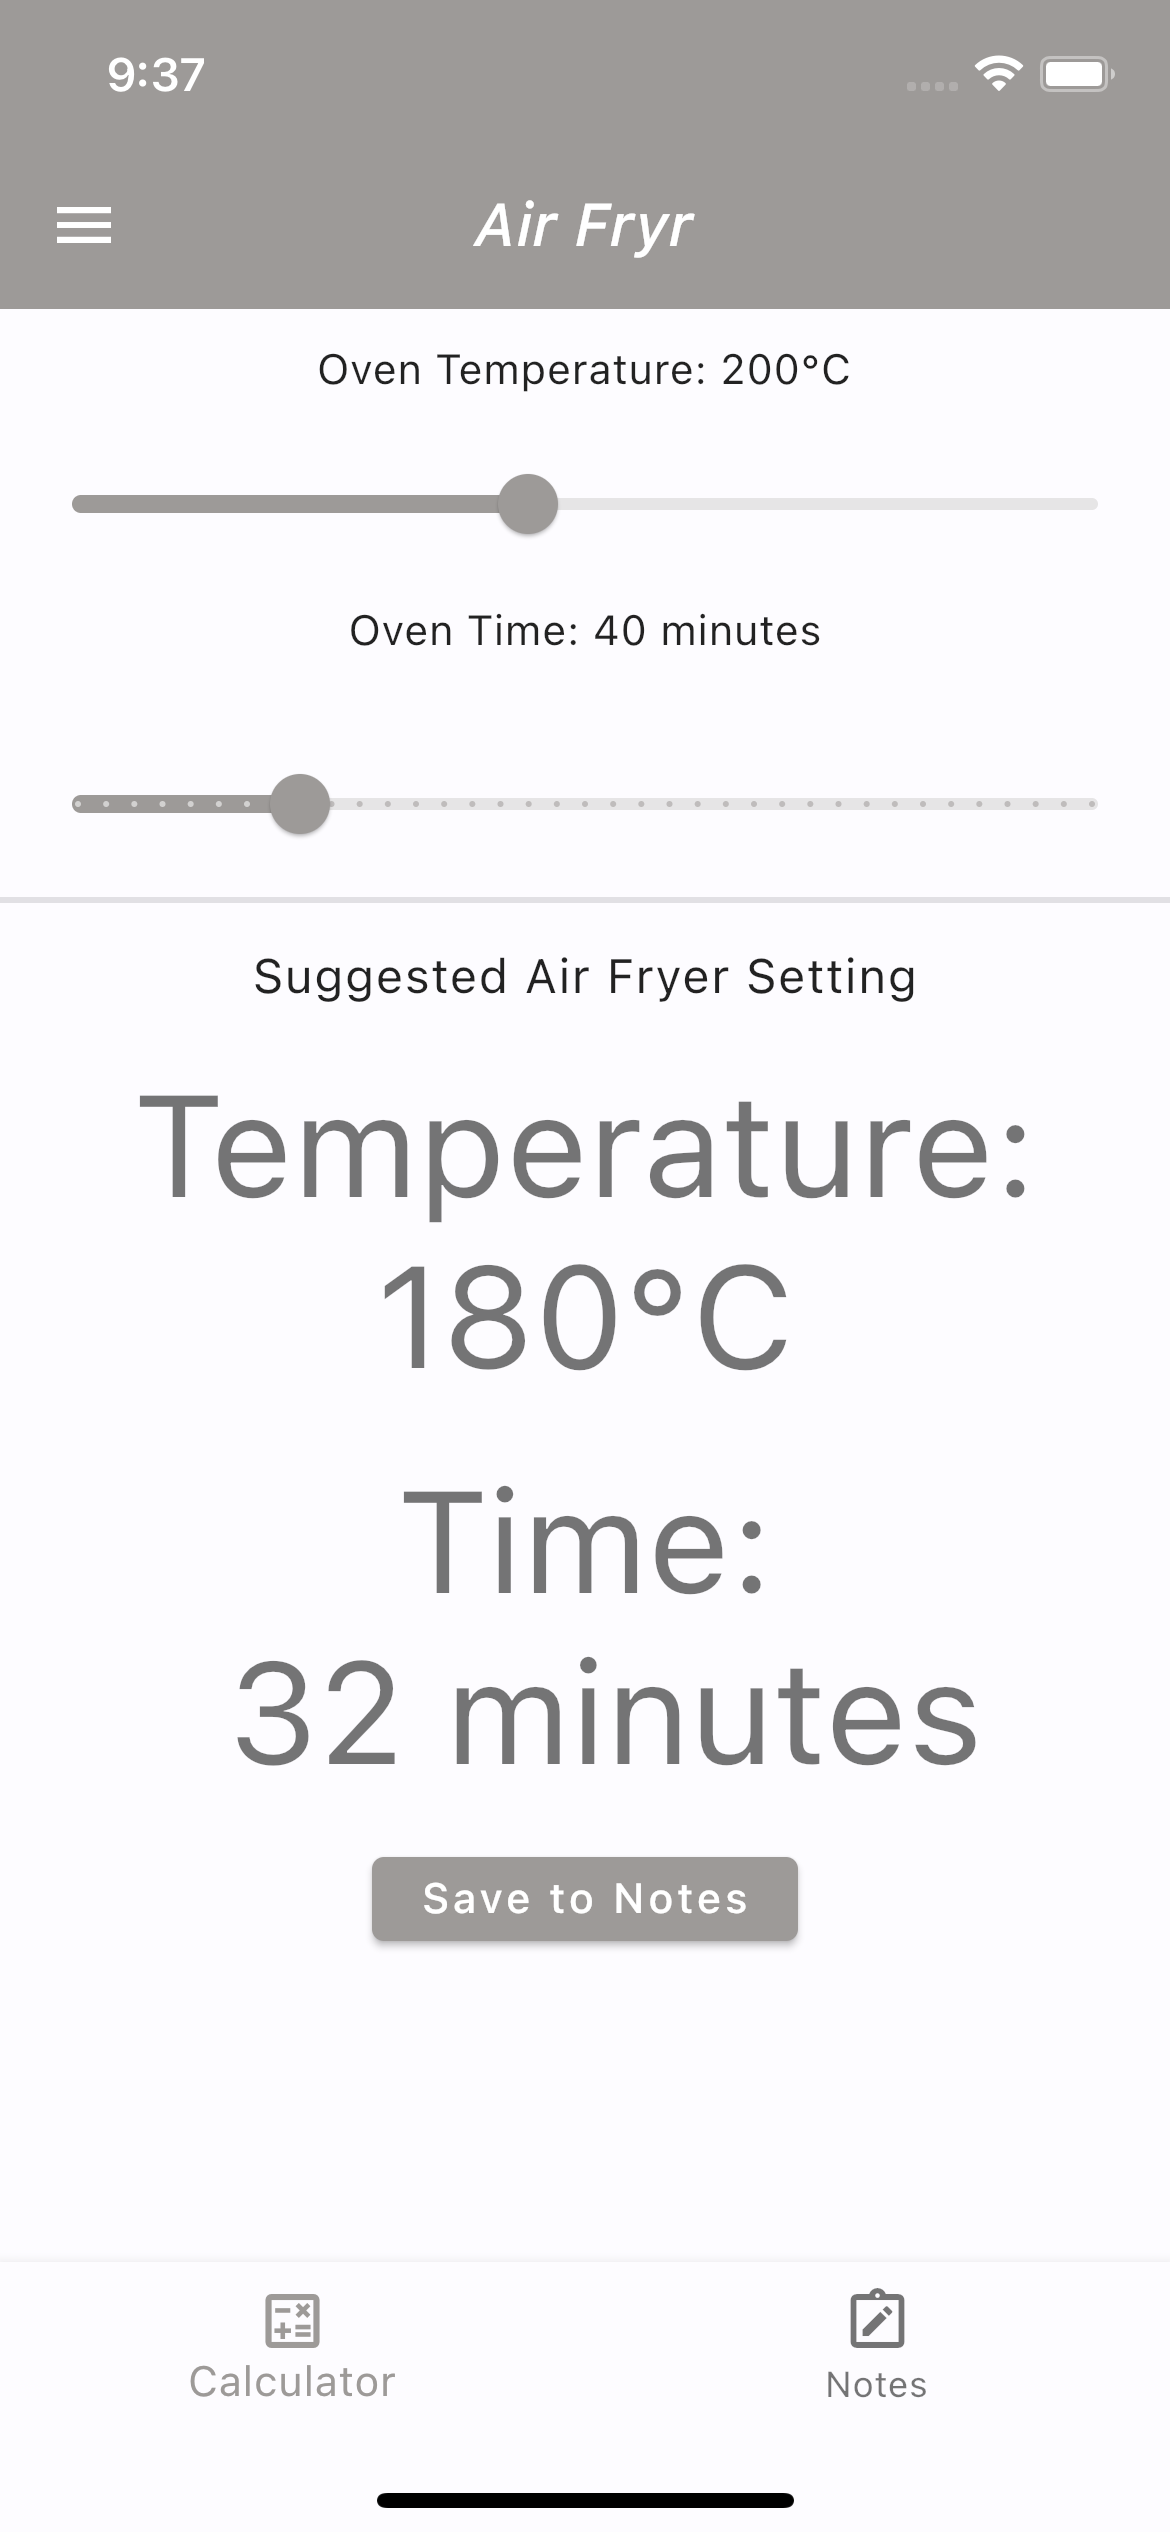 9:37
Air Fryr
Oven Temperature: 200°C
Oven Time: 40 minutes
Suggested Air Fryer Setting
Temperature:
180°C
Time:
32 minutes
Save to Notes
Calculator
Notes